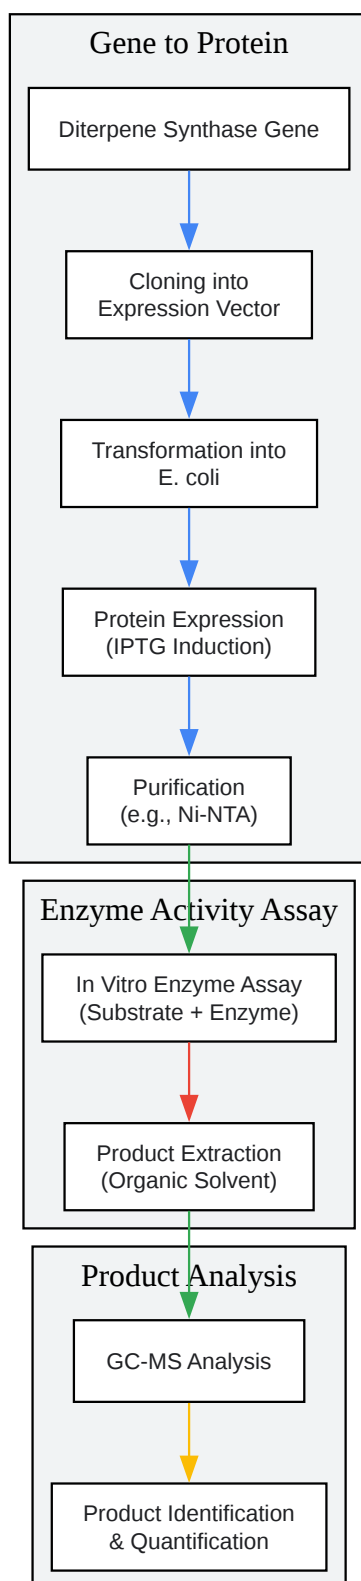 Gene to Protein
Diterpene Synthase Gene
Cloning into
Expression Vector
Transformation into
E. coli
Protein Expression
(IPTG Induction)
Purification
(e.g., Ni-NTA)
Enzyme Activity Assay
In Vitro Enzyme Assay
(Substrate + Enzyme)
Product Extraction
(Organic Solvent)
Product Analysis
GC-MS Analysis
Product Identification
& Quantification